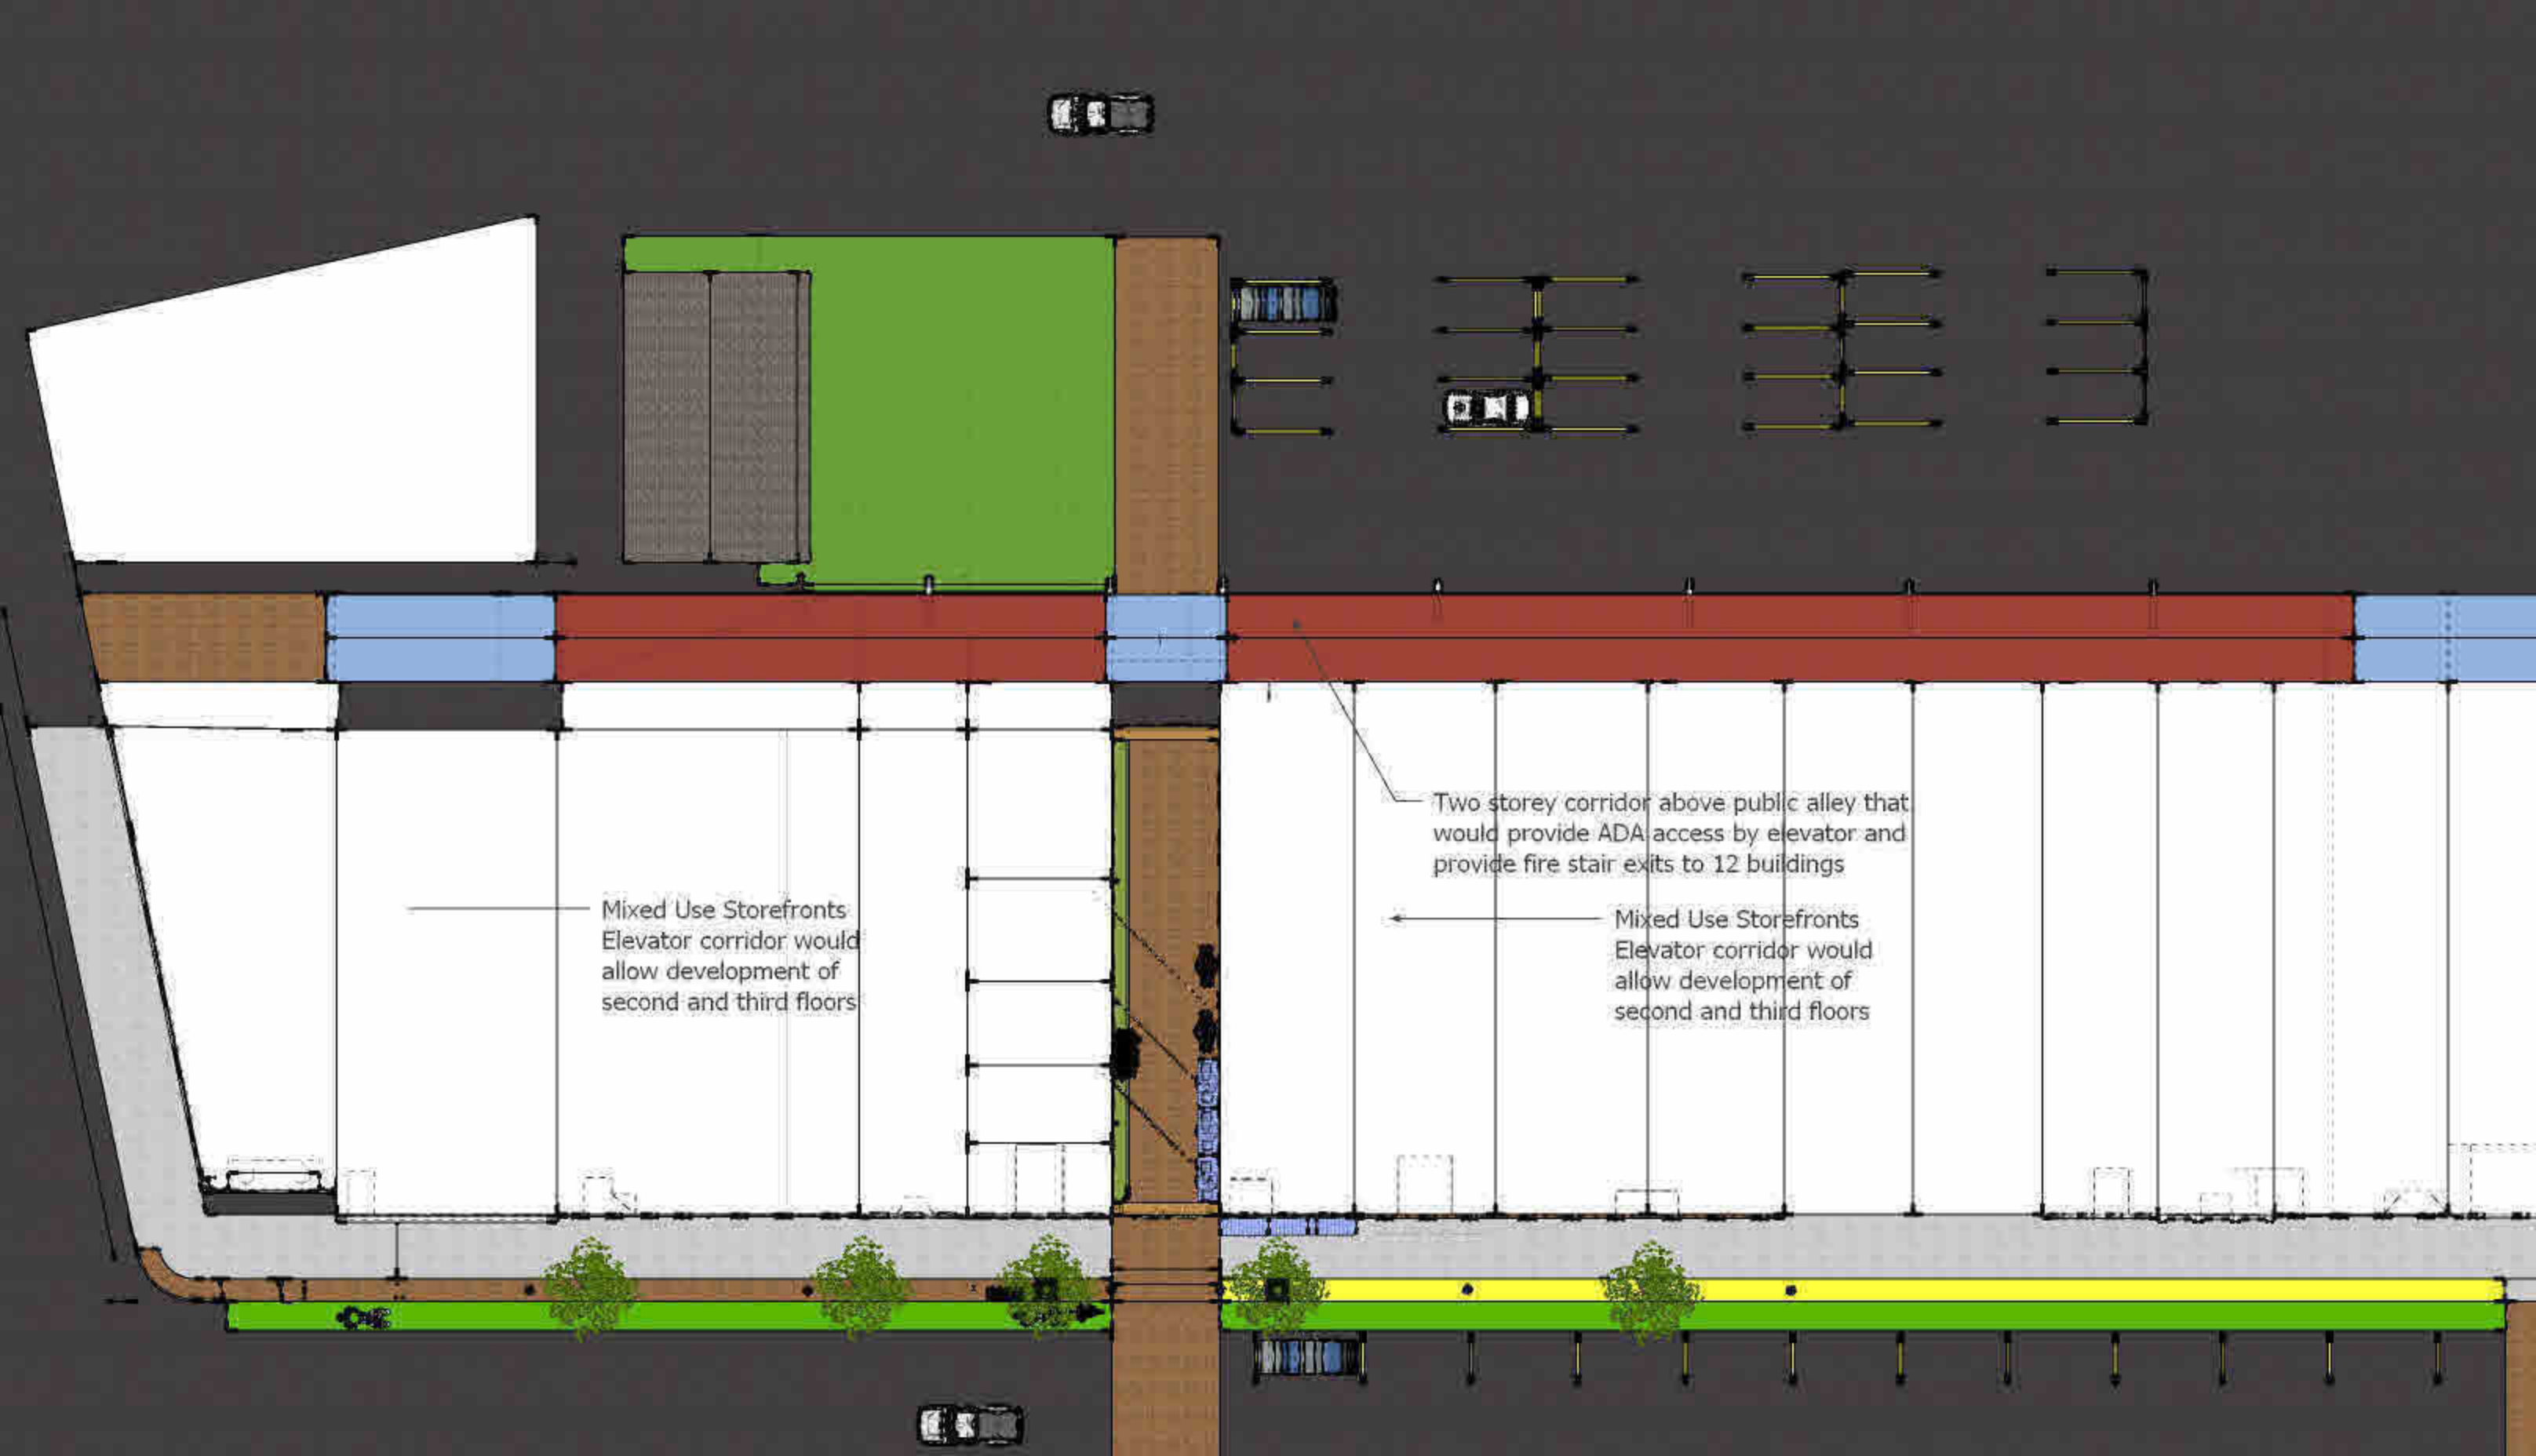 Two storey corridor above public alley that
would provide ADA access by elevator and
provide fire stair exits to 12 buildings
Mixed Use Storefronts
Elevator corridor would
allow development of
second and third floors
Mixed Use Storefronts
Elevator corridor would
allow development of
second and third floors